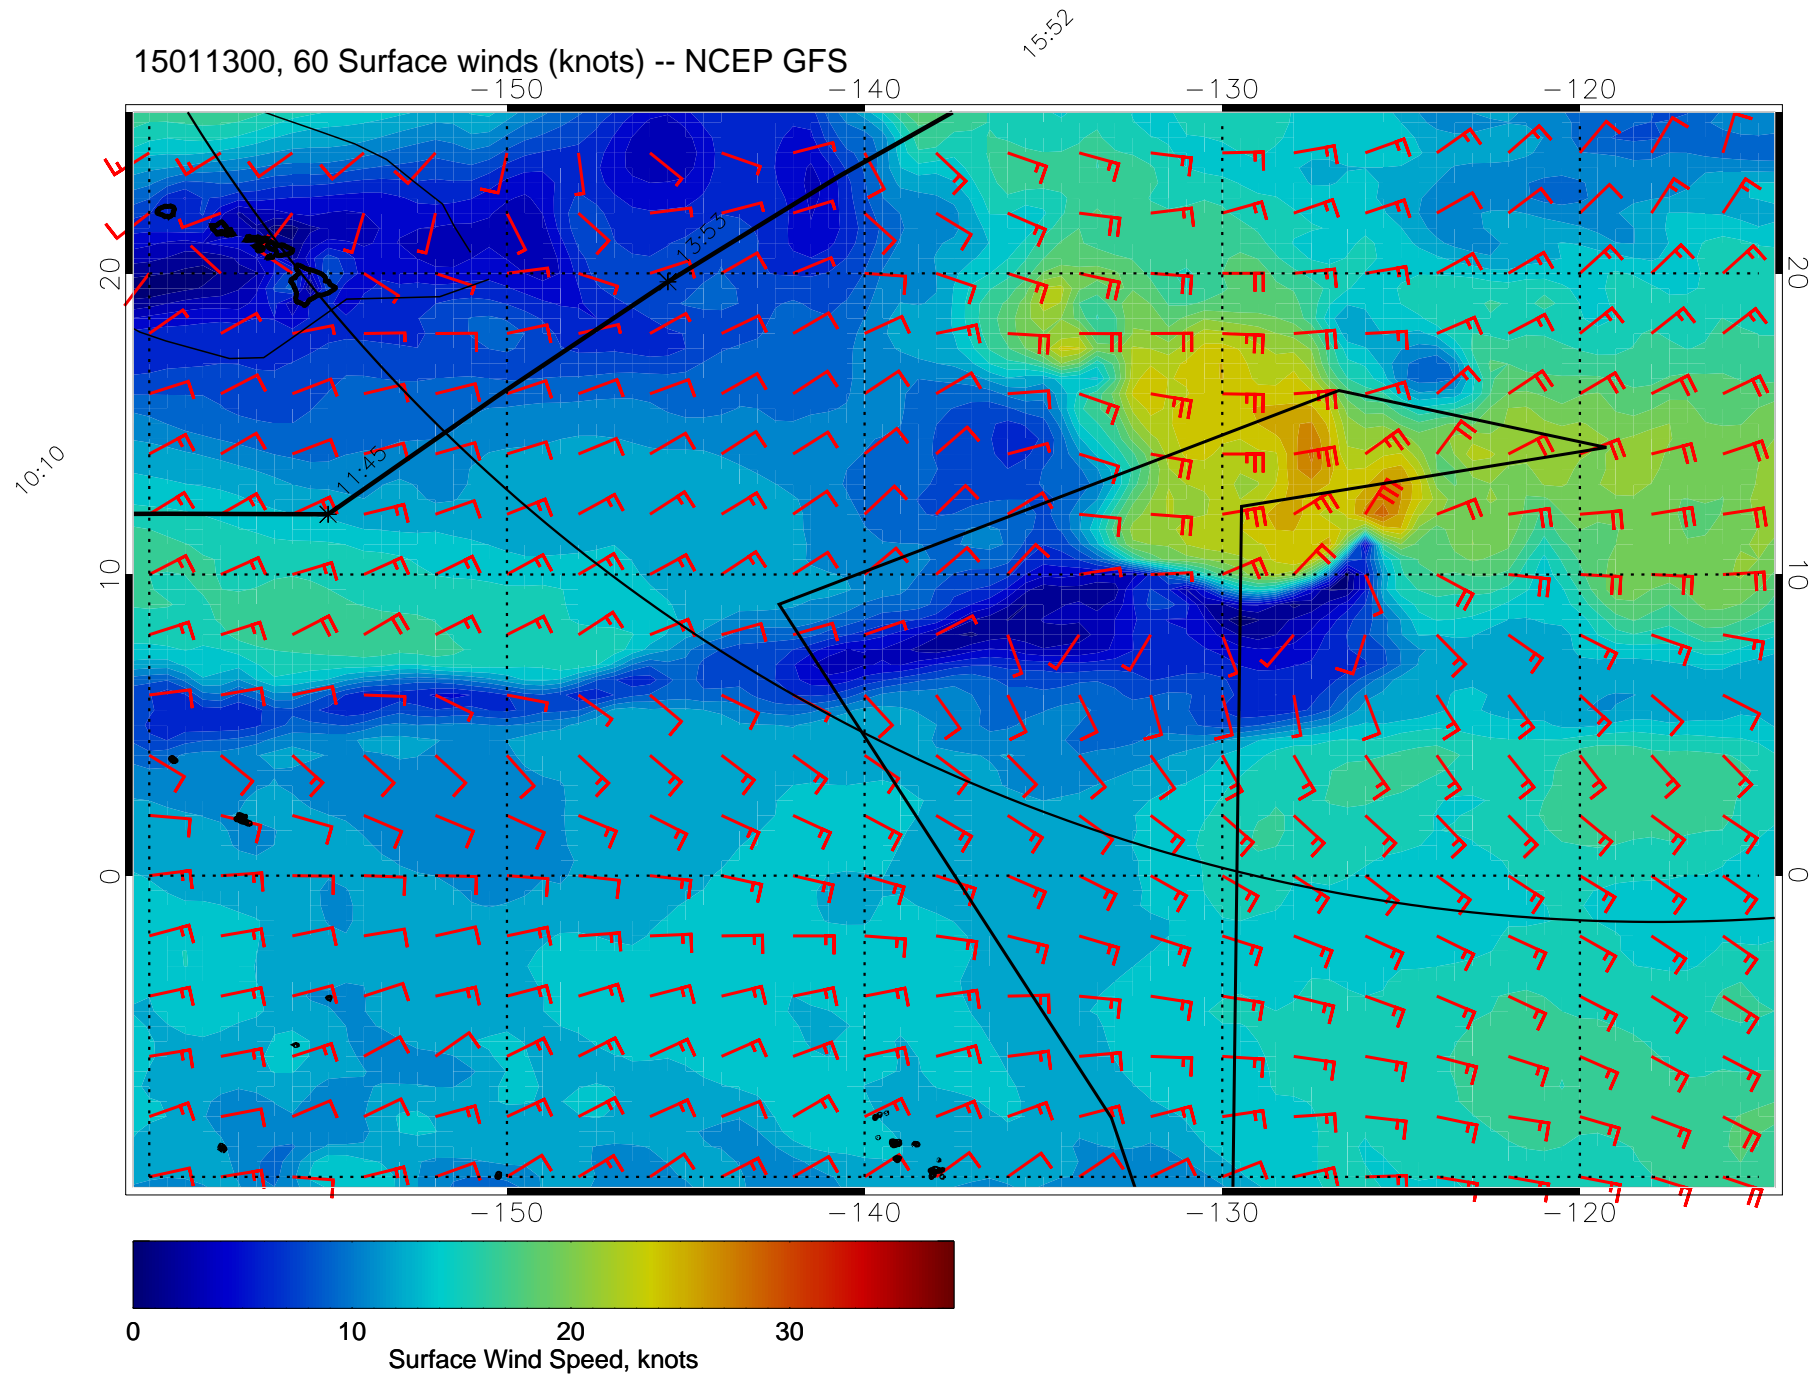 15:52
15011300, 60 Surface winds (knots) -- NCEP GFS
-150 -140 -130 -120
13:53
20 20
11:45
10:10
10 10
0 0
-150 -140 -130 -120
0 10 20 30
Surface Wind Speed, knots